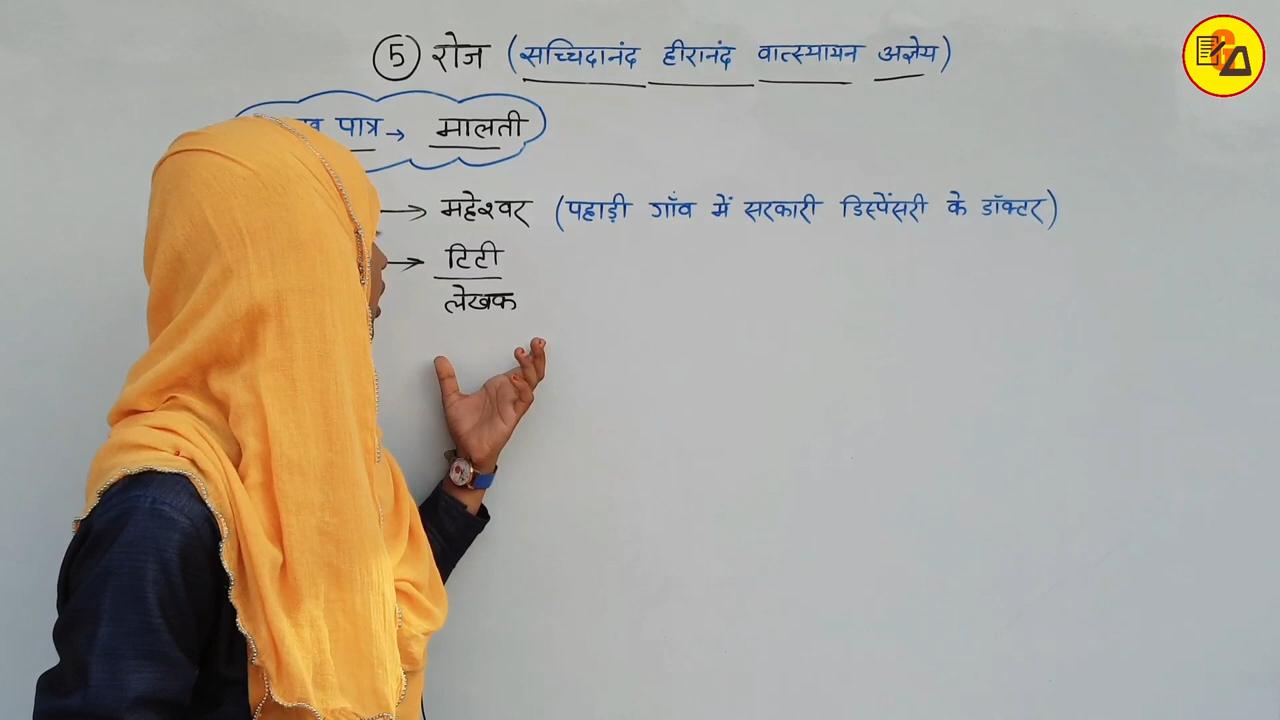 5 रोज (सच्चिदानंद हीरानंद वात्स्यायन अज्ञेय)
पात्र → मालती
→ महेश्वर (पहाड़ी गाँव में सरकारी डिस्पेंसरी के डॉक्टर)
→ टिटी
लेखक